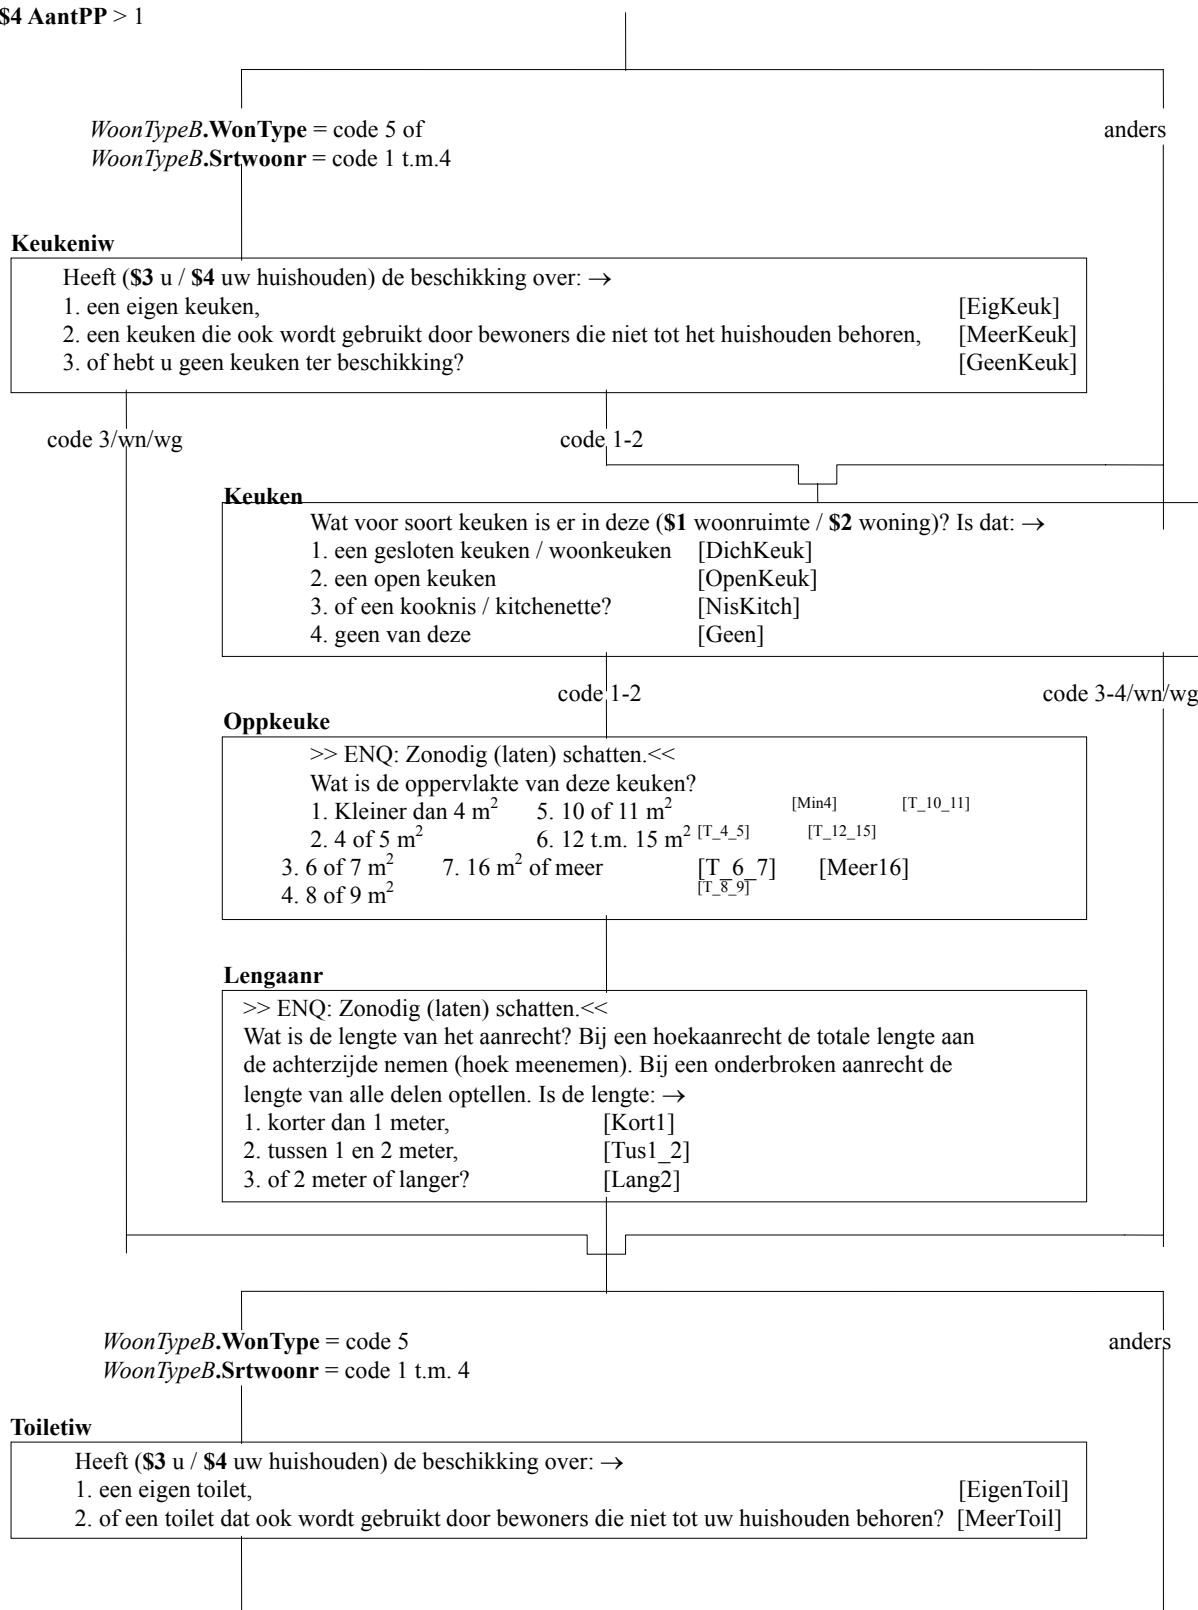 $4 AantPP > 1
WoonTypeB.WonType = code 5 of
WoonTypeB.Srtwoonr = code 1 t.m.4
anders
Keukeniw
Heeft ($3 u / $4 uw huishouden) de beschikking over: →
1. een eigen keuken, [EigKeuk]
2. een keuken die ook wordt gebruikt door bewoners die niet tot het huishouden behoren, [MeerKeuk]
3. of hebt u geen keuken ter beschikking? [GeenKeuk]
code 3/wn/wg code 1-2
Keuken
Wat voor soort keuken is er in deze ($1 woonruimte / $2 woning)? Is dat: →
1. een gesloten keuken / woonkeuken [DichKeuk]
2. een open keuken [OpenKeuk]
3. of een kooknis / kitchenette? [NisKitch]
4. geen van deze [Geen]
code 1-2 code 3-4/wn/wg
Oppkeuke
>> ENQ: Zonodig (laten) schatten.<<
Wat is de oppervlakte van deze keuken?
1. Kleiner dan 4 m² 5. 10 of 11 m² [Min4] [T_10_11]
2. 4 of 5 m² 6. 12 t.m. 15 m² [T_4_5] [T_12_15]
3. 6 of 7 m² 7. 16 m² of meer [T_6_7] [Meer16]
4. 8 of 9 m² [T_8_9]
Lengaanr
>> ENQ: Zonodig (laten) schatten.<<
Wat is de lengte van het aanrecht? Bij een hoekaanrecht de totale lengte aan
de achterzijde nemen (hoek meenemen). Bij een onderbroken aanrecht de
lengte van alle delen optellen. Is de lengte: →
1. korter dan 1 meter, [Kort1]
2. tussen 1 en 2 meter, [Tus1_2]
3. of 2 meter of langer? [Lang2]
WoonTypeB.WonType = code 5
WoonTypeB.Srtwoonr = code 1 t.m. 4
anders
Toiletiw
Heeft ($3 u / $4 uw huishouden) de beschikking over: →
1. een eigen toilet, [EigenToil]
2. of een toilet dat ook wordt gebruikt door bewoners die niet tot uw huishouden behoren? [MeerToil]